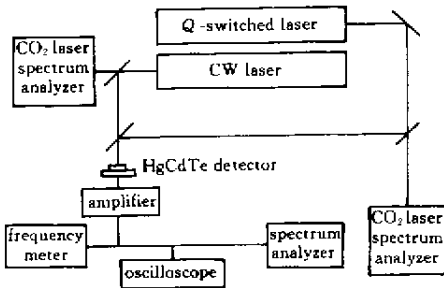 Q-switched laser
CO₂ laser
spectrum
analyzer
CW laser
HgCdTe detector
amplifier
frequency
meter
oscilloscope
spectrum
analyzer
CO₂ laser
spectrum
analyzer